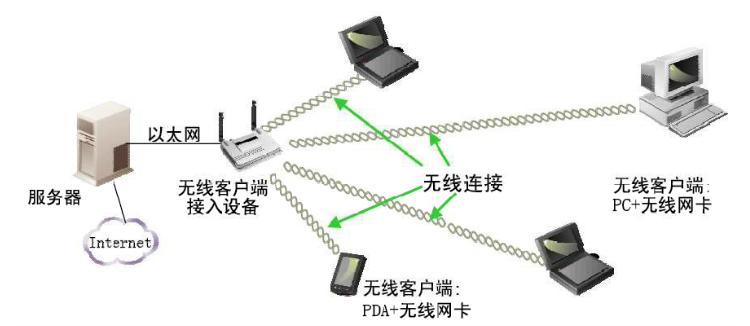 以太网
服务器
无线客户端
接入设备
无线连接
无线客户端:
PC+无线网卡
Internet
无线客户端:
PDA+无线网卡